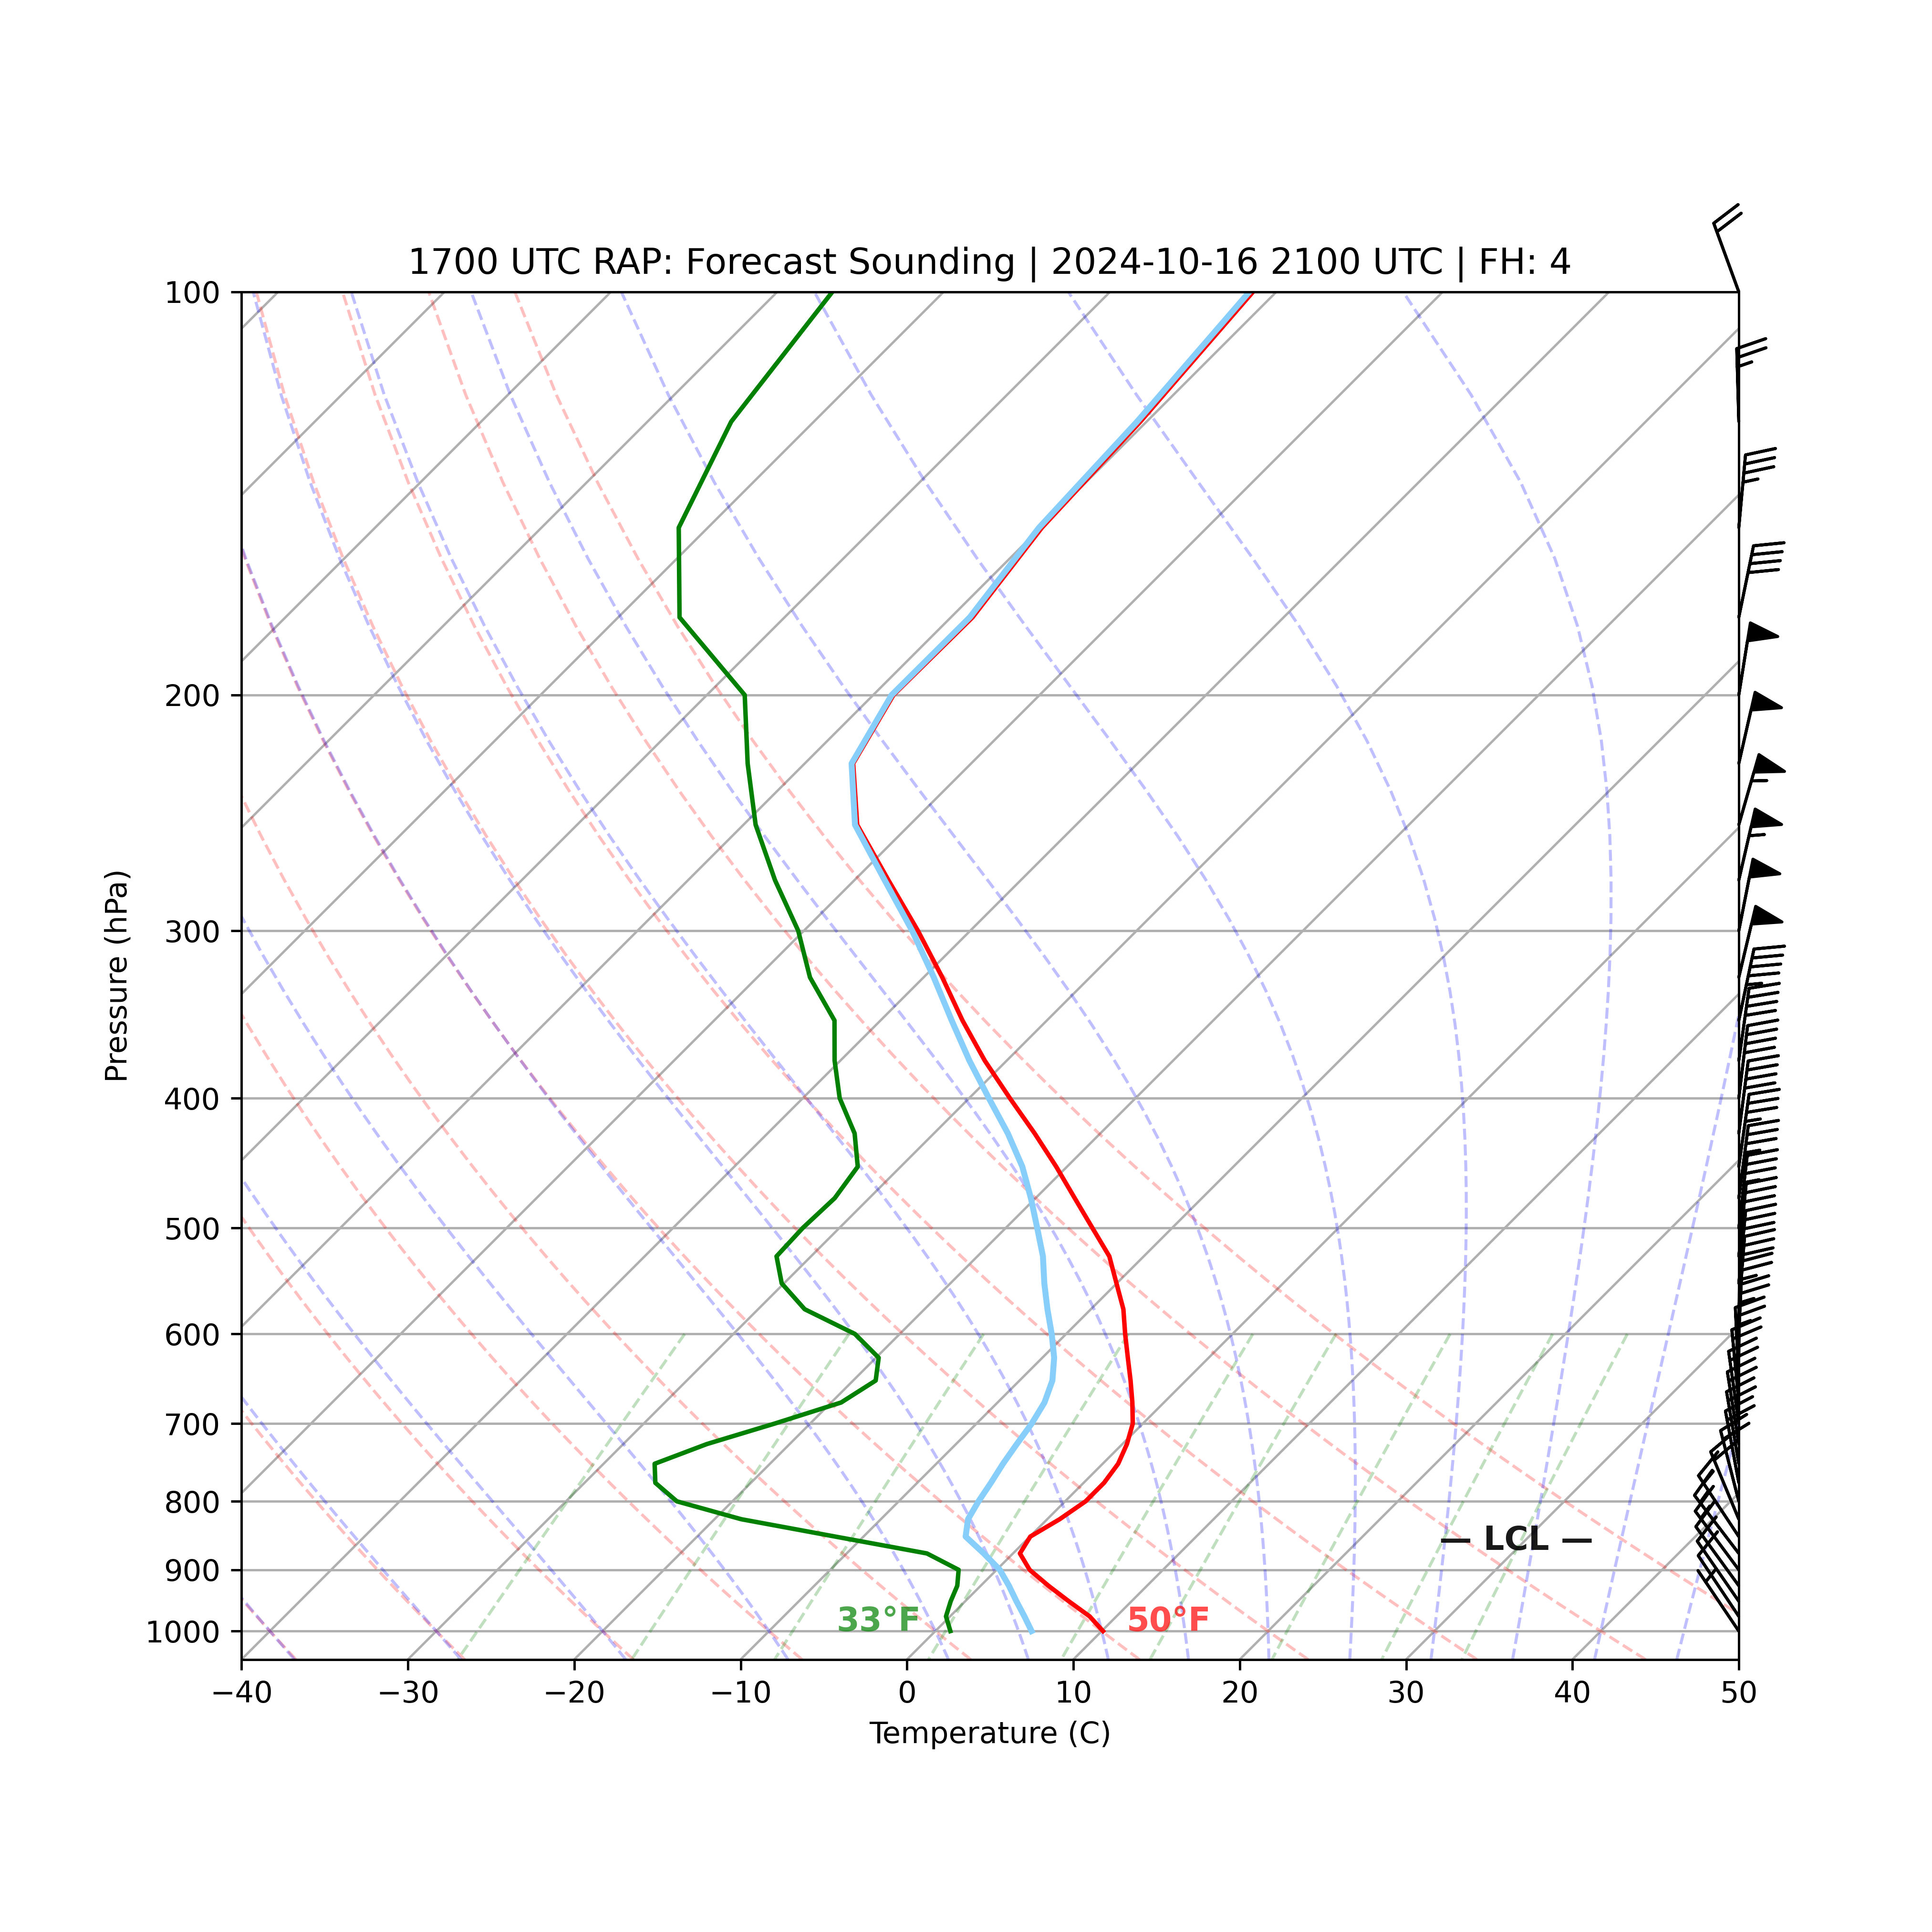 1700 UTC RAP: Forecast Sounding | 2024-10-16 2100 UTC | FH: 4
100
200
300
400
500
600
700
800
900
1000
Pressure (hPa)
— LCL —
33°F
50°F
−40 −30 −20 −10 0 10 20 30 40 50
Temperature (C)